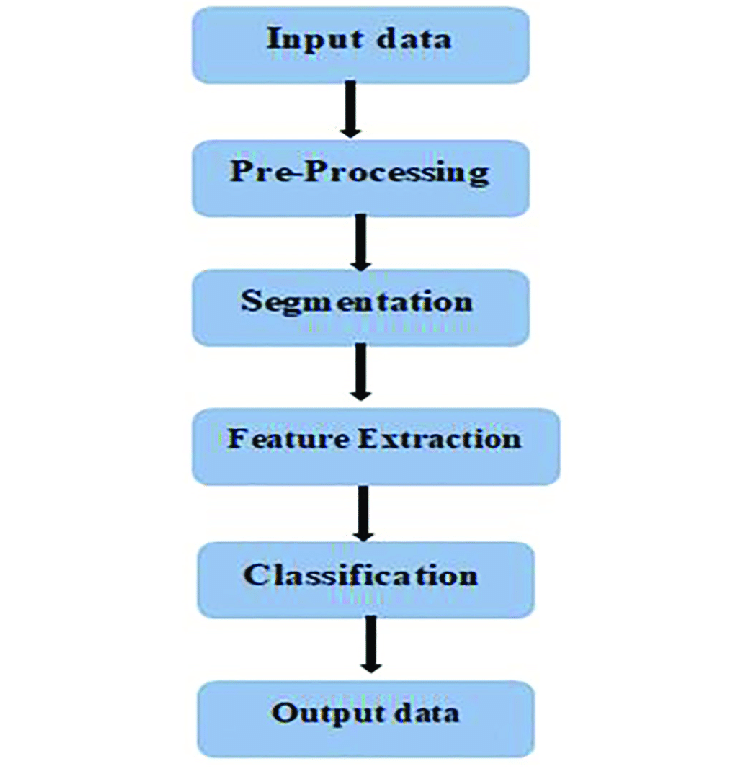 Input data
Pre-Processing
Segmentation
Feature Extraction
Classification
Output data